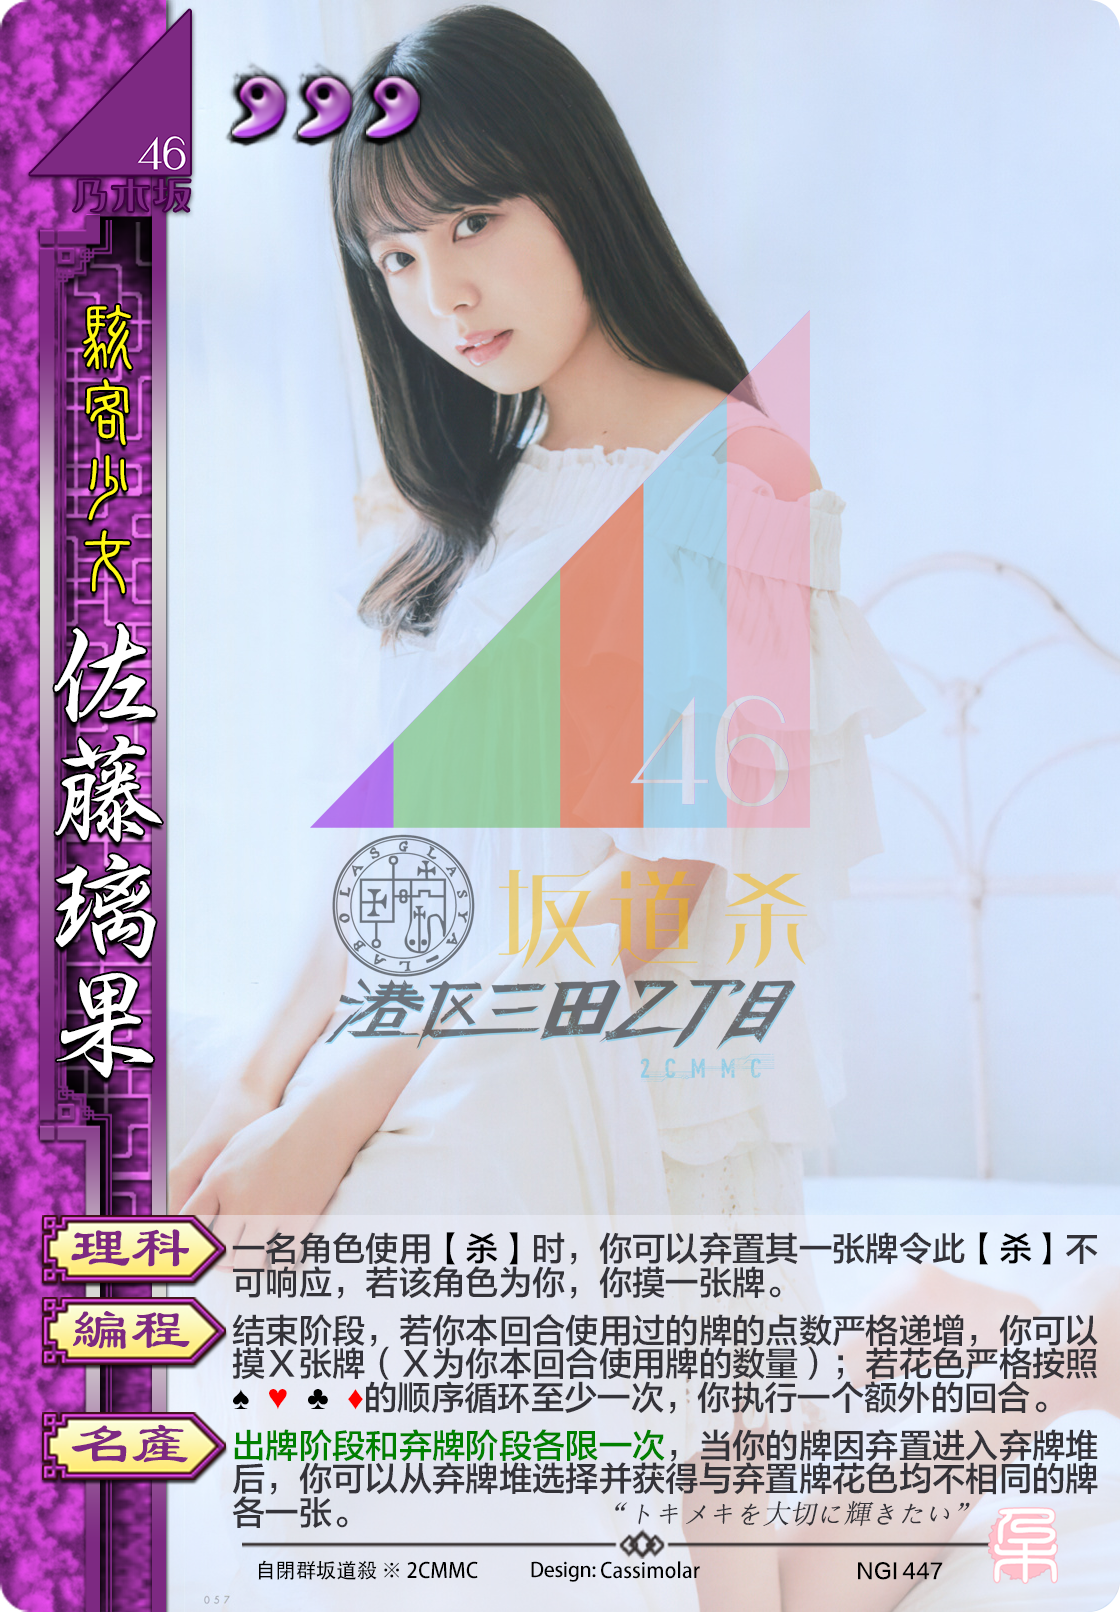 46
乃木坂
駭客少女
佐藤璃果
46
GLASYA-LABOLAS
坂道杀
港区三田2丁目
2CMMC
理科
一名角色使用【杀】时，你可以弃置其一张牌令此【杀】不
可响应，若该角色为你，你摸一张牌。
編程
结束阶段，若你本回合使用过的牌的点数严格递增，你可以
摸X张牌（X为你本回合使用牌的数量）；若花色严格按照
♠ ♥ ♣ ♦的顺序循环至少一次，你执行一个额外的回合。
名產
出牌阶段和弃牌阶段各限一次，当你的牌因弃置进入弃牌堆
后，你可以从弃牌堆选择并获得与弃置牌花色均不相同的牌
各一张。
“トキメキを大切に輝きたい”
自閉群坂道殺 ※ 2CMMC Design: Cassimolar NGI 447
057